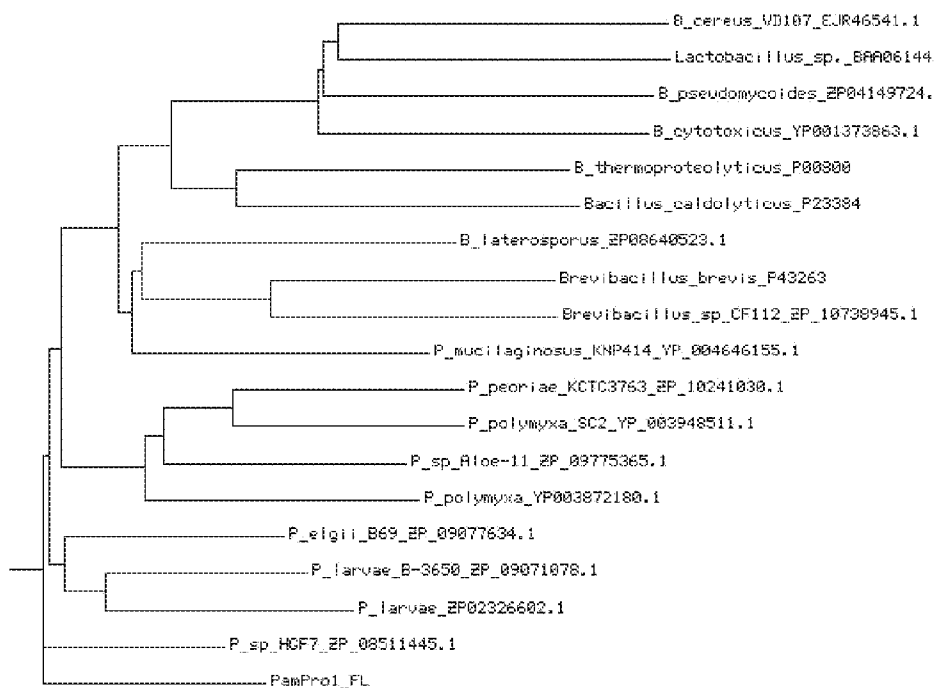 B_cereus_VD107_EJR46541.1
Lactobacillus_sp._BAA06144
B_pseudomycoides_ZP04149724.
B_cytotoxicus_YP001373863.1
B_thermoproteolyticus_P00800
Bacillus_caldolyticus_P23384
B_laterosporus_ZP08640523.1
Brevibacillus_brevis_P43263
Brevibacillus_sp_CF112_ZP_10738945.1
P_mucilaginosus_KNP414_YP_004646155.1
P_peoriae_KCTC3763_ZP_10241030.1
P_polymyxa_SC2_YP_003948511.1
P_sp_Aloe-11_ZP_09775365.1
P_polymyxa_YP003872180.1
P_elgii_B69_ZP_09077634.1
P_larvae_B-3650_ZP_09071078.1
P_larvae_ZP02326602.1
P_sp_HGF7_ZP_08511445.1
PamPro1_FL